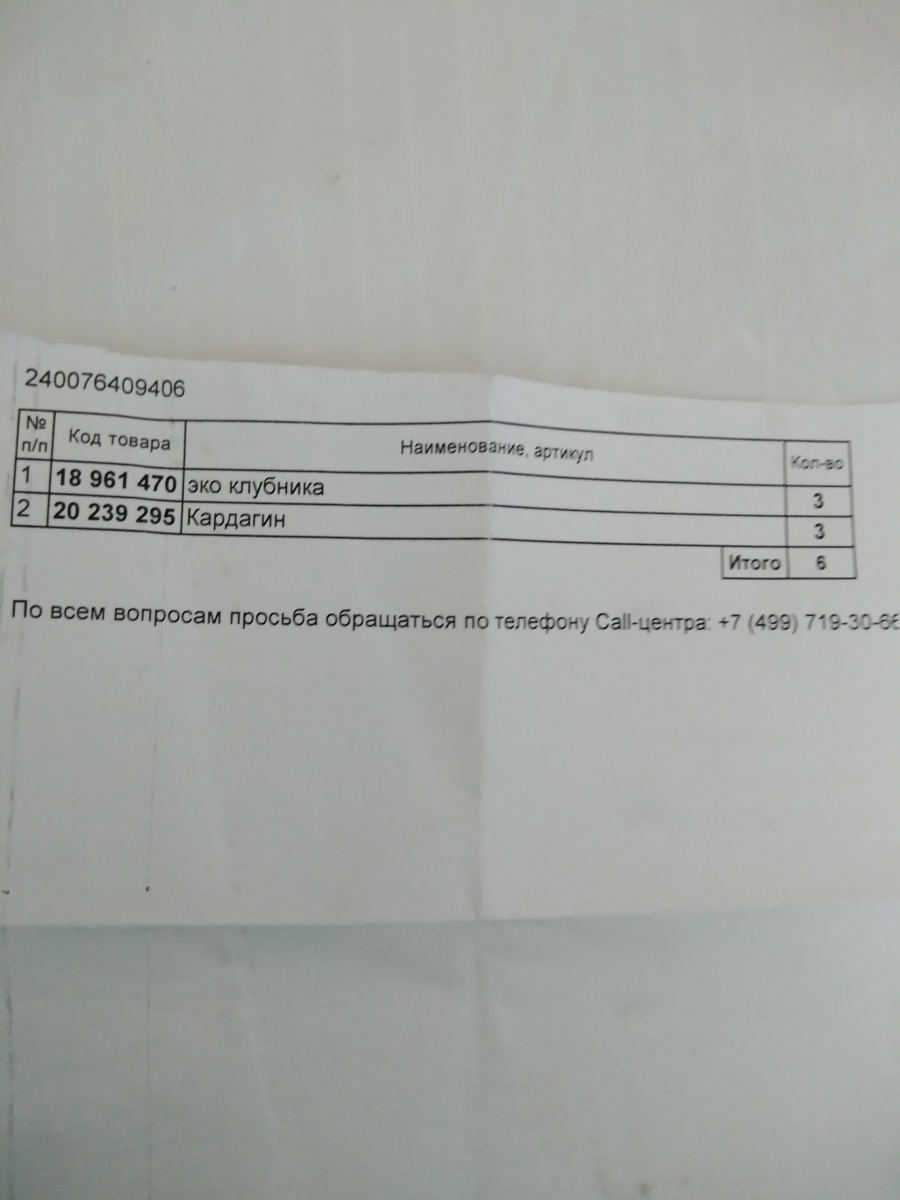 240076409406
№ п/п Код товара Наименование, артикул Кол-во
1 18 961 470 эко клубника 3
2 20 239 295 Кардагин 3
Итого 6
По всем вопросам просьба обращаться по телефону Call-центра: +7 (499) 719-30-66